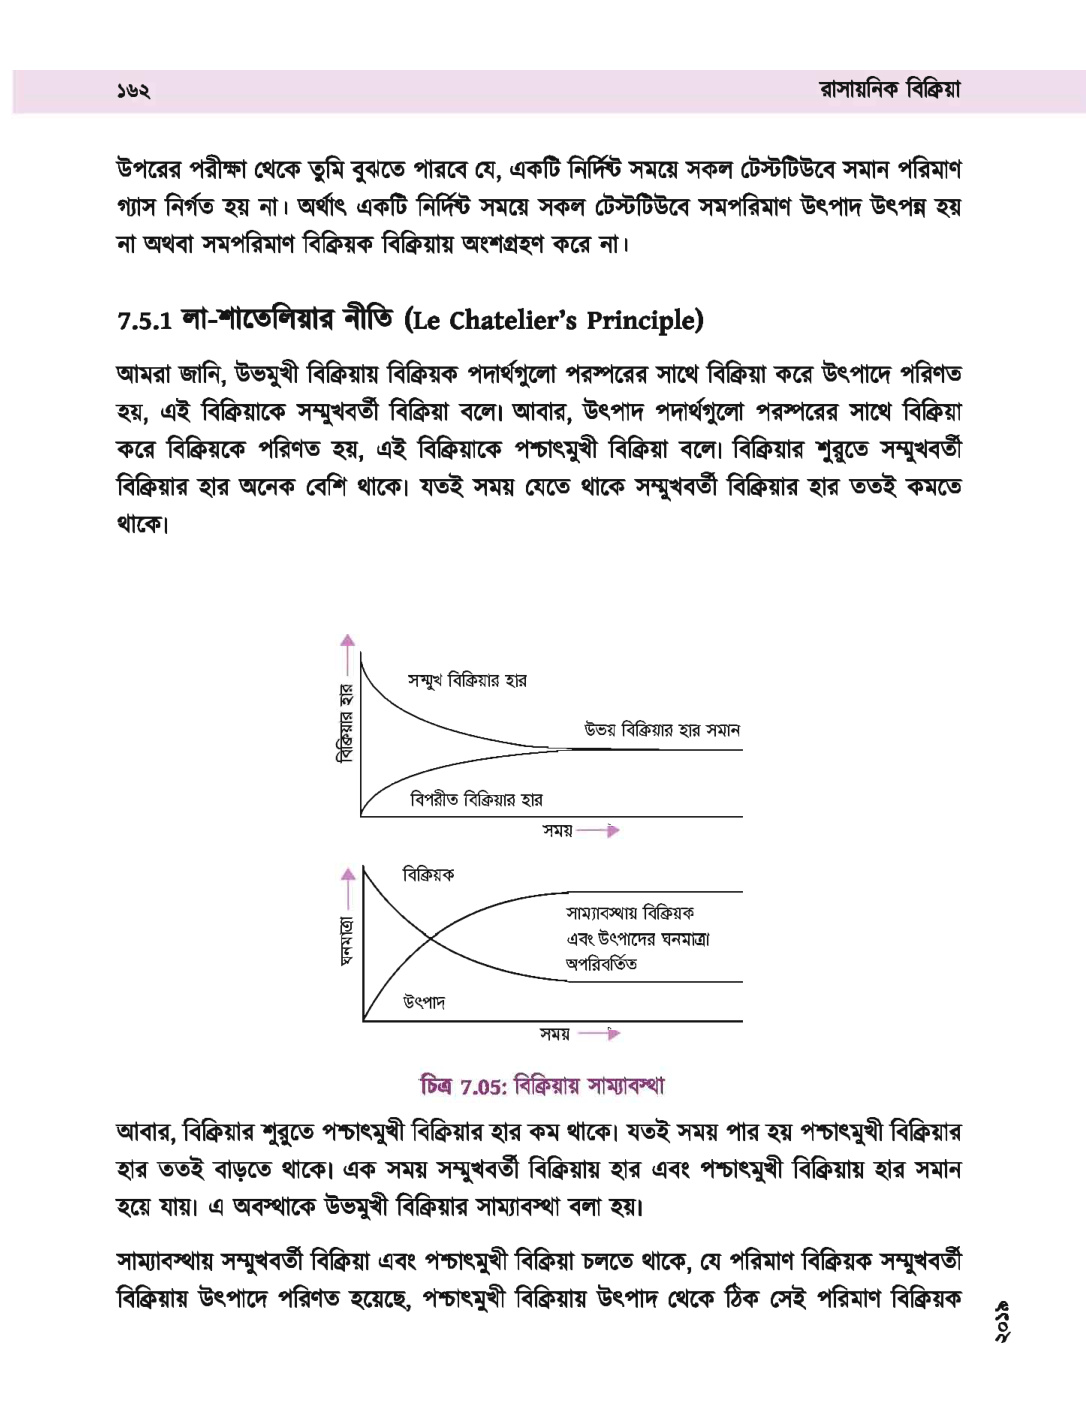 ১৬২
রাসায়নিক বিক্রিয়া
উপরের পরীক্ষা থেকে তুমি বুঝতে পারবে যে, একটি নির্দিষ্ট সময়ে সকল টেস্টটিউবে সমান পরিমাণ
গ্যাস নির্গত হয় না। অর্থাৎ একটি নির্দিষ্ট সময়ে সকল টেস্টটিউবে সমপরিমাণ উৎপাদ উৎপন্ন হয়
না অথবা সমপরিমাণ বিক্রিয়ক বিক্রিয়ায় অংশগ্রহণ করে না।
7.5.1 লা-শাতেলিয়ার নীতি (Le Chatelier's Principle)
আমরা জানি, উভমুখী বিক্রিয়ায় বিক্রিয়ক পদার্থগুলো পরস্পরের সাথে বিক্রিয়া করে উৎপাদে পরিণত
হয়, এই বিক্রিয়াকে সম্মুখবর্তী বিক্রিয়া বলে। আবার, উৎপাদ পদার্থগুলো পরস্পরের সাথে বিক্রিয়া
করে বিক্রিয়কে পরিণত হয়, এই বিক্রিয়াকে পশ্চাৎমুখী বিক্রিয়া বলে। বিক্রিয়ার শুরুতে সম্মুখবর্তী
বিক্রিয়ার হার অনেক বেশি থাকে। যতই সময় যেতে থাকে সম্মুখবর্তী বিক্রিয়ার হার ততই কমতে
থাকে।
বিক্রিয়ার হার
সম্মুখ বিক্রিয়ার হার
উভয় বিক্রিয়ার হার সমান
বিপরীত বিক্রিয়ার হার
সময়
ঘনমাত্রা
বিক্রিয়ক
সাম্যাবস্থায় বিক্রিয়ক
এবং উৎপাদের ঘনমাত্রা
অপরিবর্তিত
উৎপাদ
সময়
চিত্র 7.05: বিক্রিয়ায় সাম্যাবস্থা
আবার, বিক্রিয়ার শুরুতে পশ্চাৎমুখী বিক্রিয়ার হার কম থাকে। যতই সময় পার হয় পশ্চাৎমুখী বিক্রিয়ার
হার ততই বাড়তে থাকে। এক সময় সম্মুখবর্তী বিক্রিয়ায় হার এবং পশ্চাৎমুখী বিক্রিয়ায় হার সমান
হয়ে যায়। এ অবস্থাকে উভমুখী বিক্রিয়ার সাম্যাবস্থা বলা হয়।
সাম্যাবস্থায় সম্মুখবর্তী বিক্রিয়া এবং পশ্চাৎমুখী বিক্রিয়া চলতে থাকে, যে পরিমাণ বিক্রিয়ক সম্মুখবর্তী
বিক্রিয়ায় উৎপাদে পরিণত হয়েছে, পশ্চাৎমুখী বিক্রিয়ায় উৎপাদ থেকে ঠিক সেই পরিমাণ বিক্রিয়ক
২০১৯